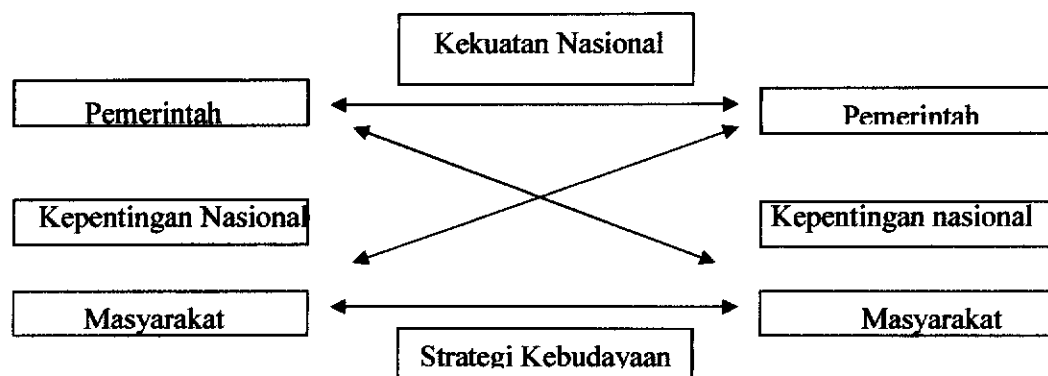 Kekuatan Nasional
Pemerintah
Pemerintah
Kepentingan Nasional
Kepentingan nasional
Masyarakat
Masyarakat
Strategi Kebudayaan